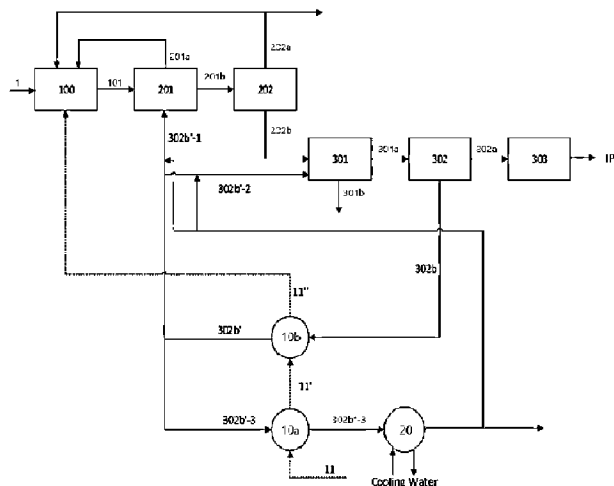 202a
201a
1
100
101
201
201b
202
202b
302b'-1
301
301a
302
302a
303
IP
301b
302b'-2
302b
11''
302b'
10b
11'
302b'-3
10a
302b''-3
20
11
Cooling Water